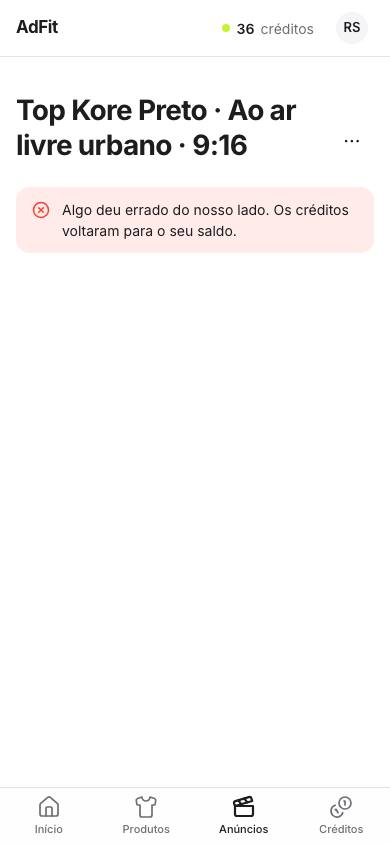 AdFit
36 créditos
RS
Top Kore Preto · Ao ar
livre urbano · 9:16
...
Algo deu errado do nosso lado. Os créditos
voltaram para o seu saldo.
Início
Produtos
Anúncios
Créditos